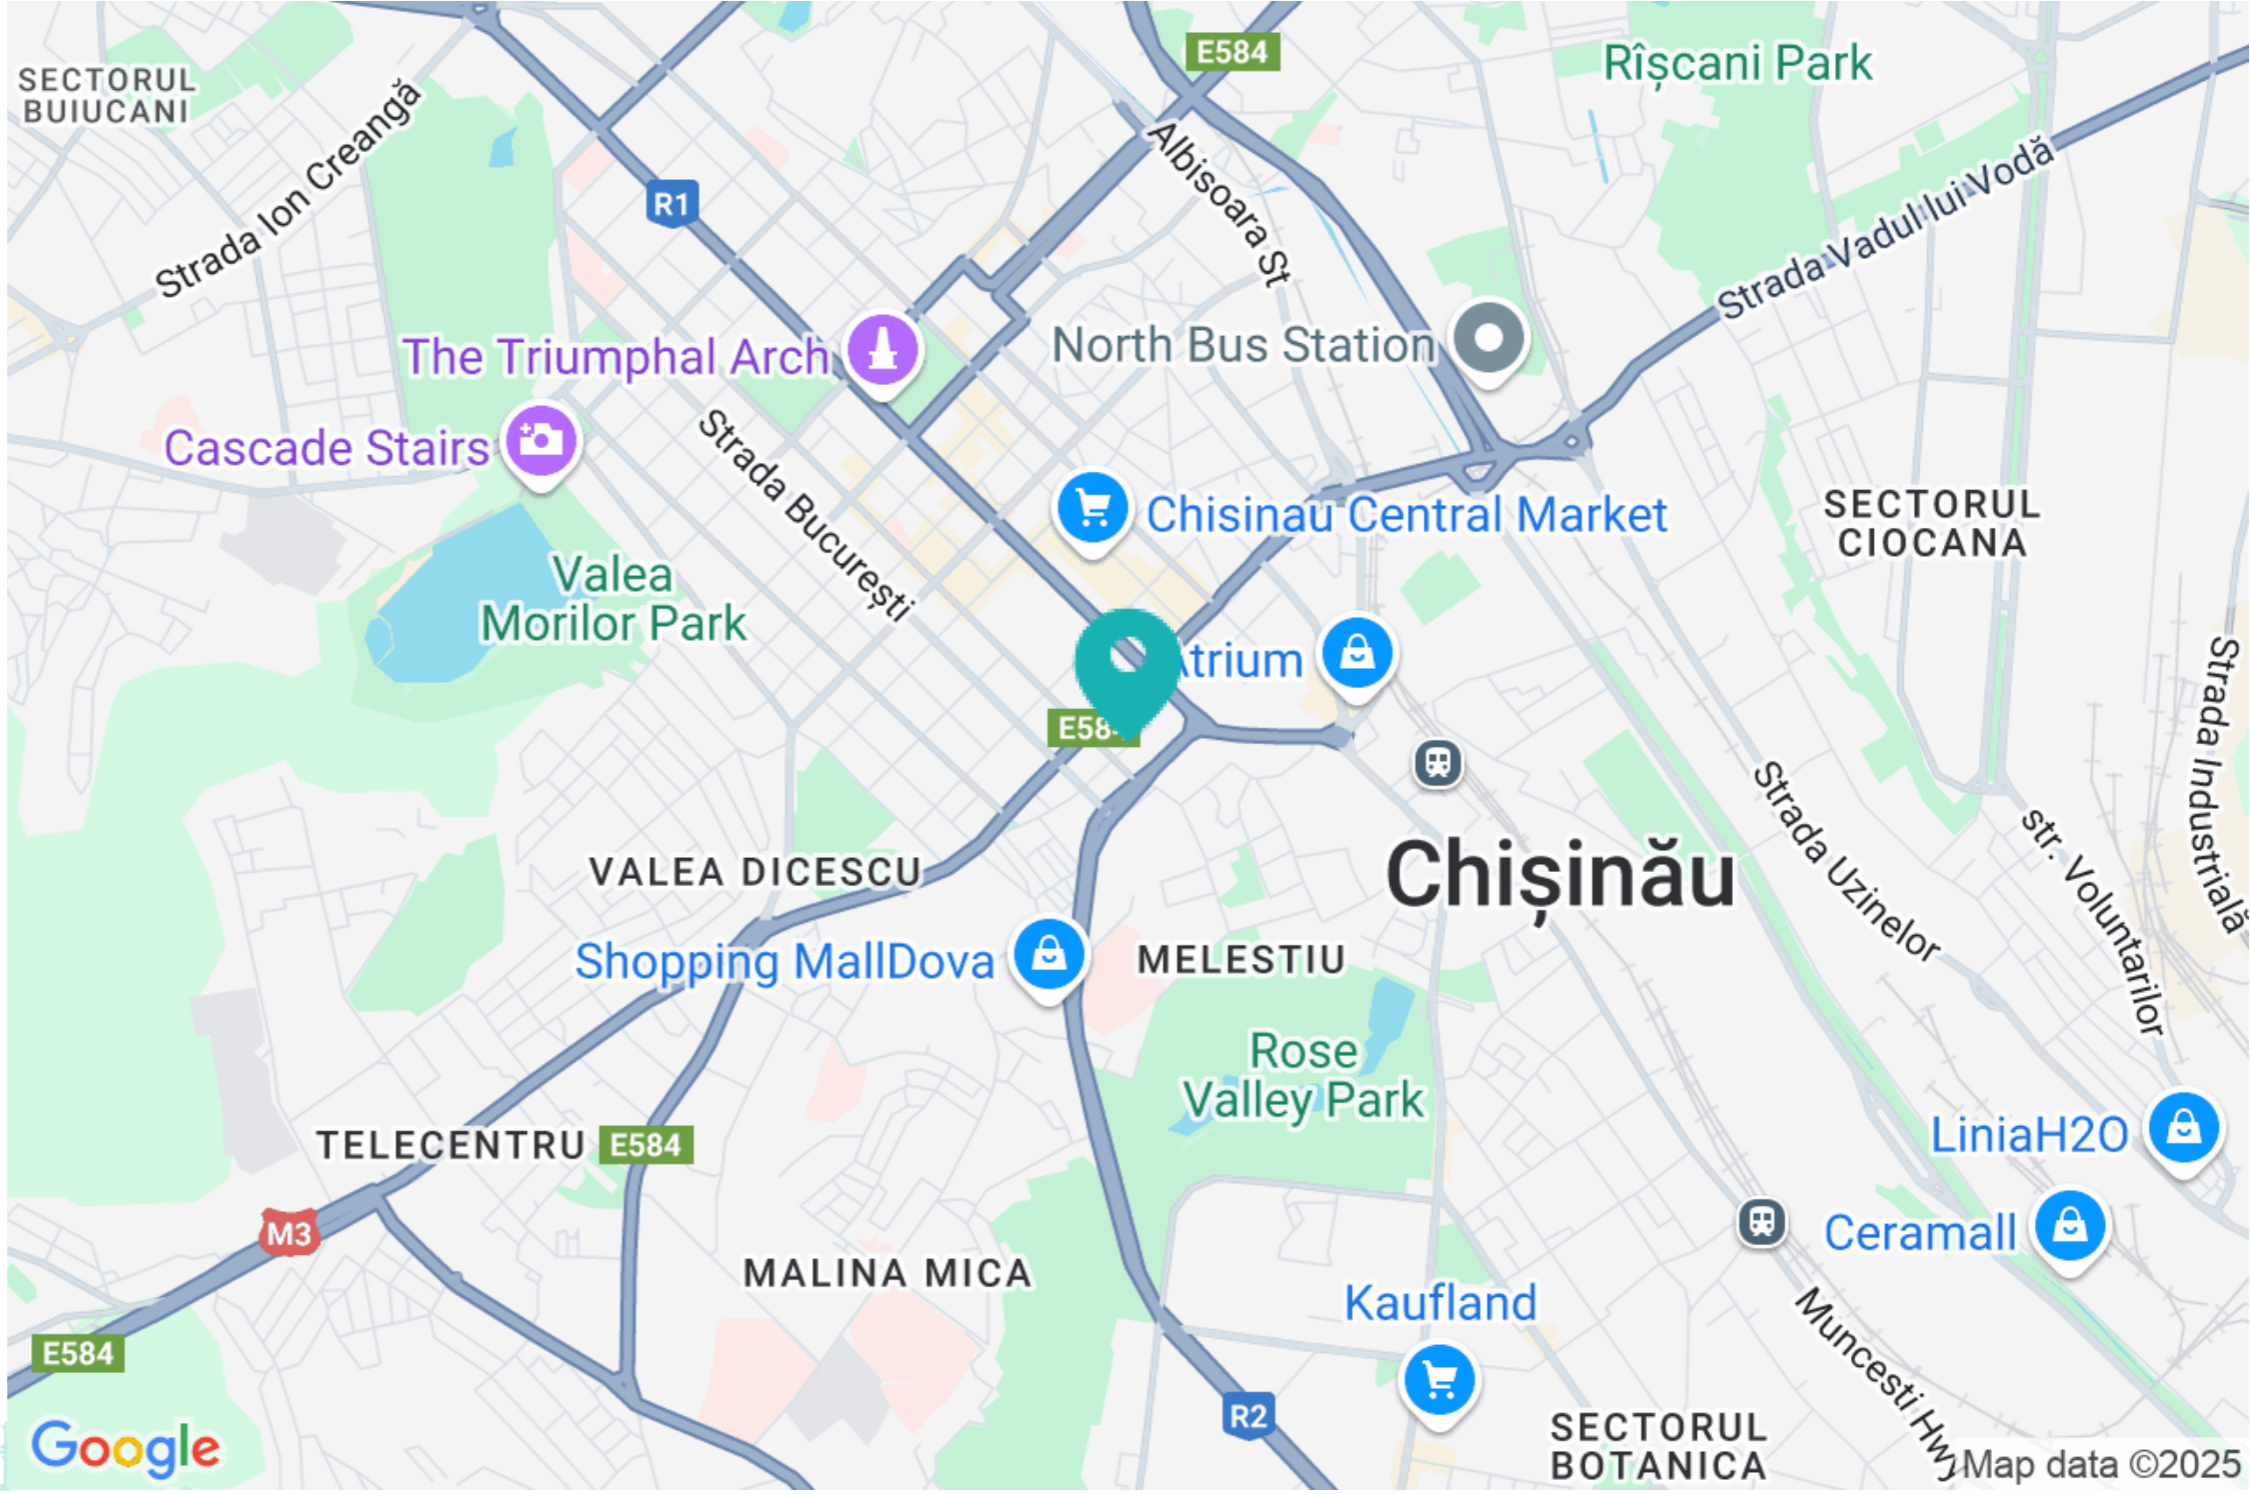 E584
Rîșcani Park
SECTORUL
BUIUCANI
Strada Ion Creangă
Albisoara St
Strada Vadul lui Vodă
R1
The Triumphal Arch
North Bus Station
Cascade Stairs
Strada București
Chisinau Central Market
SECTORUL
CIOCANA
Valea
Morilor Park
Atrium
E584
Strada Industrială
Strada Uzinelor
str. Voluntarilor
VALEA DICESCU
Chișinău
Shopping MallDova
MELESTIU
Rose
Valley Park
TELECENTRU
E584
LiniaH2O
M3
Ceramall
MALINA MICA
Kaufland
Muncesti Hwy
E584
R2
SECTORUL
BOTANICA
Google
Map data ©2025